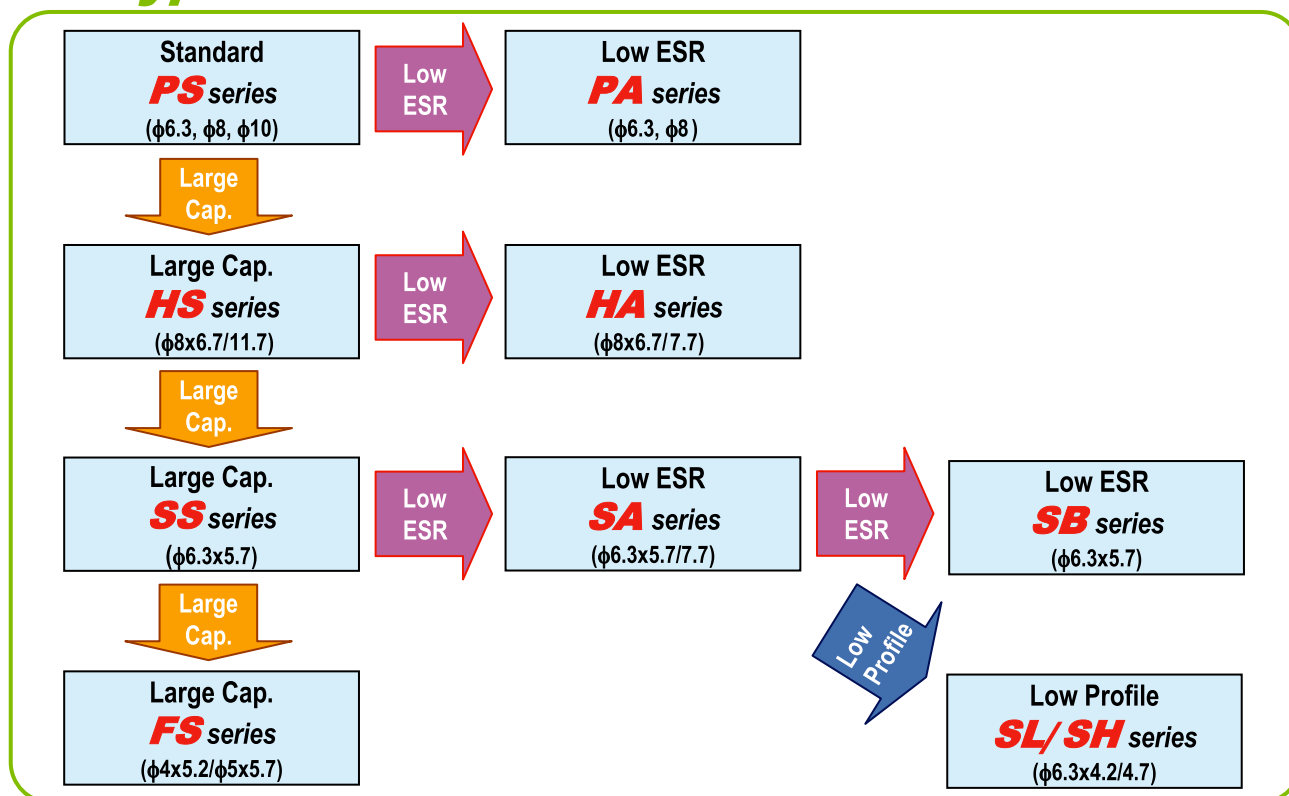 Standard
PS series
(ϕ6.3, ϕ8, ϕ10)
Low
ESR
Low ESR
PA series
(ϕ6.3, ϕ8)
Large
Cap.
Large Cap.
HS series
(ϕ8x6.7/11.7)
Low
ESR
Low ESR
HA series
(ϕ8x6.7/7.7)
Large
Cap.
Large Cap.
SS series
(ϕ6.3x5.7)
Low
ESR
Low ESR
SA series
(ϕ6.3x5.7/7.7)
Low
ESR
Low ESR
SB series
(ϕ6.3x5.7)
Large
Cap.
Low
Profile
Large Cap.
FS series
(ϕ4x5.2/ϕ5x5.7)
Low Profile
SL/SH series
(ϕ6.3x4.2/4.7)